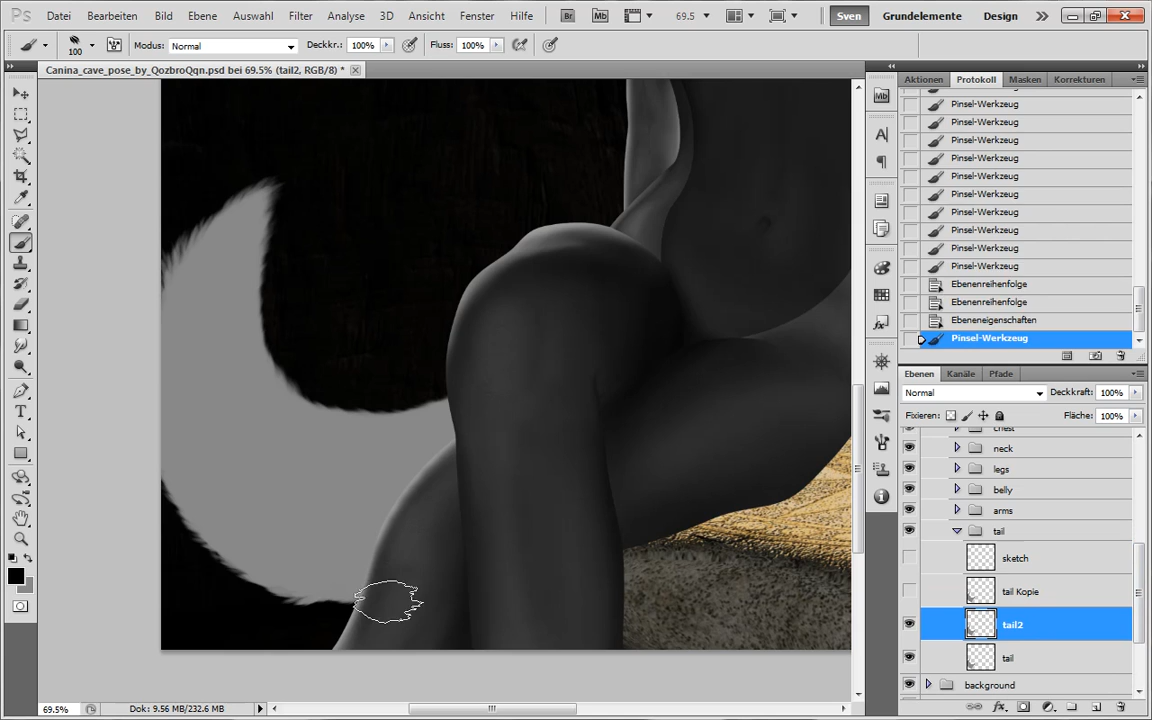 Ps Datei Bearbeiten Bild Ebene Auswahl Filter Analyse 3D Ansicht Fenster Hilfe Br Mb 69.5 Sven Grundelemente Design
100 Modus: Normal Deckkr.: 100% Fluss: 100%
Canina_cave_pose_by_QozbroQqn.psd bei 69.5% (tail2, RGB/8) *
Aktionen Protokoll Masken Korrekturen
Mb
Pinsel-Werkzeug
Pinsel-Werkzeug
Pinsel-Werkzeug
Pinsel-Werkzeug
Pinsel-Werkzeug
Pinsel-Werkzeug
Pinsel-Werkzeug
Pinsel-Werkzeug
Pinsel-Werkzeug
Pinsel-Werkzeug
Ebenenreihenfolge
Ebenenreihenfolge
Ebeneneigenschaften
Pinsel-Werkzeug
Ebenen Kanäle Pfade
Normal Deckkraft: 100%
Fixieren: Fläche: 100%
chest
neck
legs
belly
arms
tail
sketch
tail Kopie
tail2
tail
background
69.5% Dok: 9.56 MB/232.6 MB